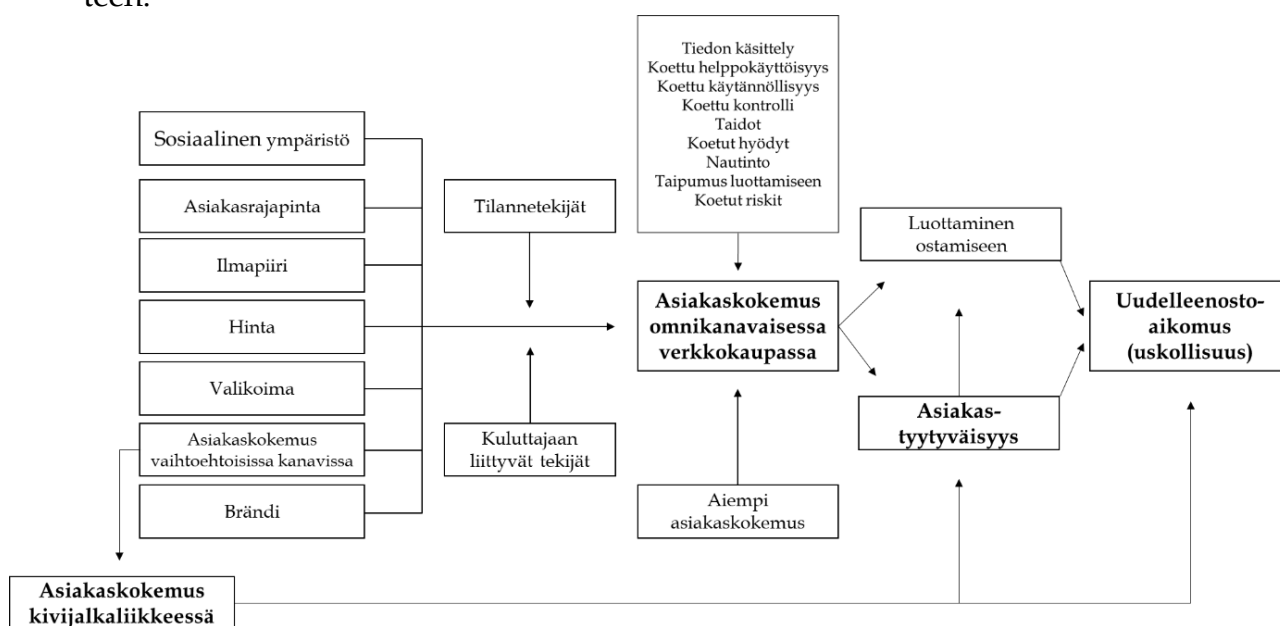 teen.
Tiedon käsittely
Koettu helppokäyttöisyys
Koettu käytännöllisyys
Koettu kontrolli
Taidot
Koetut hyödyt
Nautinto
Taipumus luottamiseen
Koetut riskit
Sosiaalinen ympäristö
Asiakasrajapinta
Ilmapiiri
Hinta
Valikoima
Asiakaskokemus
vaihtoehtoisissa kanavissa
Brändi
Tilannetekijät
Kuluttajaan
liittyvät tekijät
Asiakaskokemus
omnikanavaisessa
verkkokaupassa
Aiempi
asiakaskokemus
Luottaminen
ostamiseen
Asiakas-
tyytyväisyys
Uudelleenosto-
aikomus
(uskollisuus)
Asiakaskokemus
kivijalkaliikkeessä